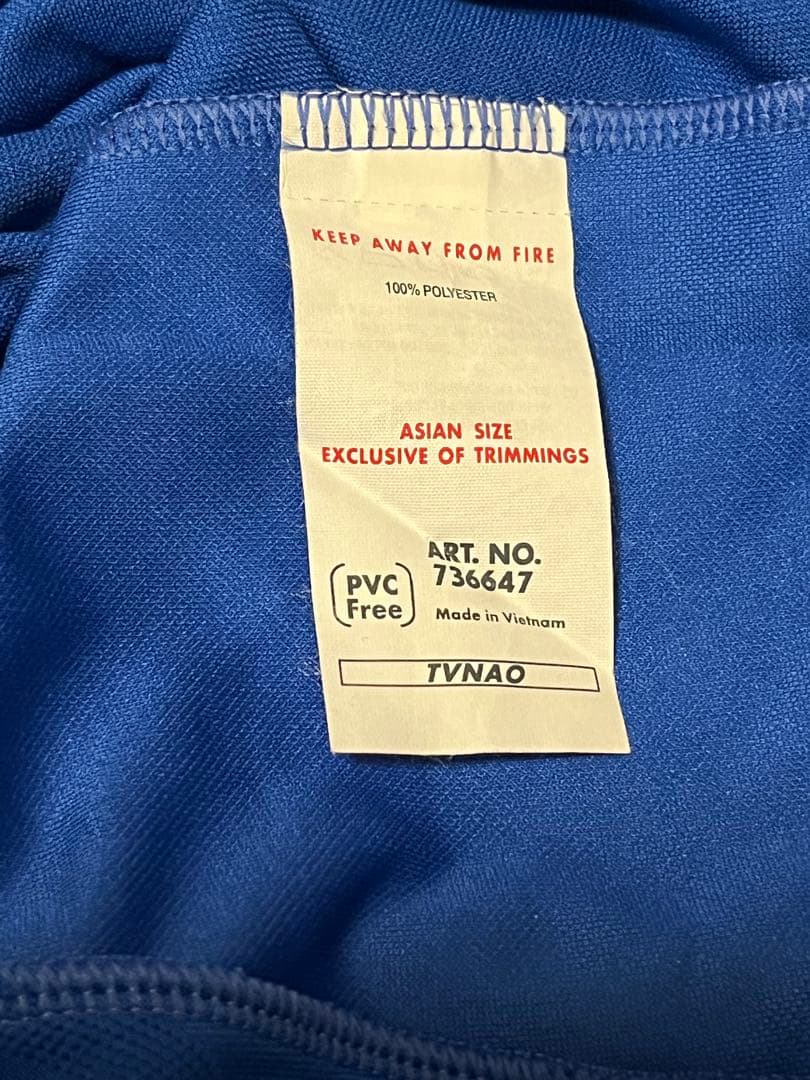 KEEP AWAY FROM FIRE
100% POLYESTER
ASIAN SIZE
EXCLUSIVE OF TRIMMINGS
ART. NO.
736647
PVC
Free
Made in Vietnam
TVNAO